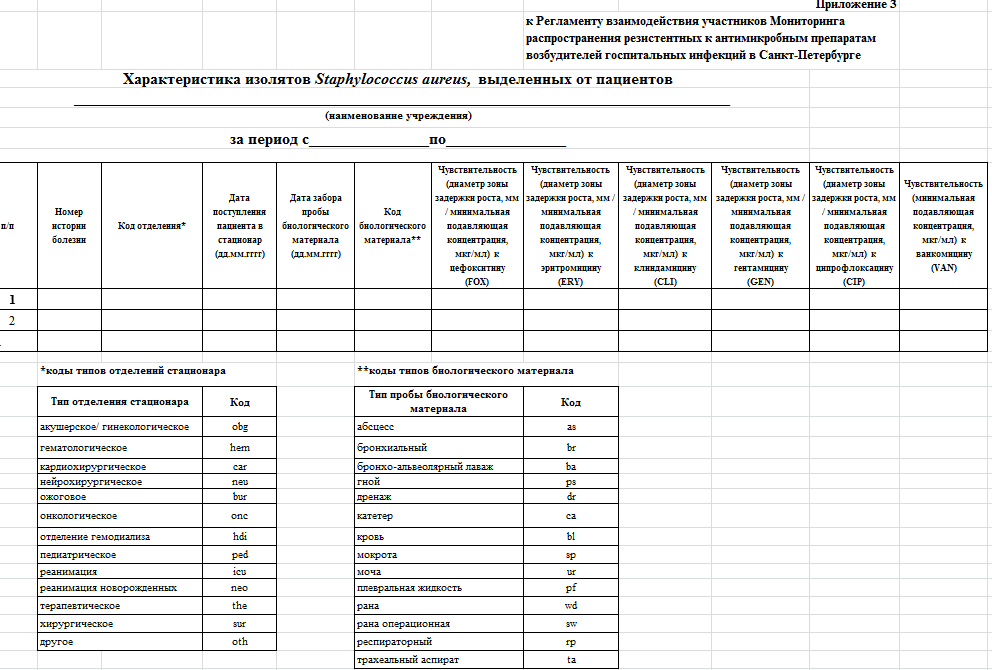 Приложение 3
к Регламенту взаимодействия участников Мониторинга
распространения резистентных к антимикробным препаратам
возбудителей госпитальных инфекций в Санкт-Петербурге
Характеристика изолятов Staphylococcus aureus, выделенных от пациентов
(наименование учреждения)
за период с________________по________________
п/п
Номер
истории
болезни
Код отделения*
Дата
поступления
пациента в
стационар
(дд.мм.гггг)
Дата забора
пробы
биологического
материала
(дд.мм.гггг)
Код
биологического
материала**
Чувствительность
(диаметр зоны
задержки роста, мм
/ минимальная
подавляющая
концентрация,
мкг/мл) к
цефокситину
(FOX)
Чувствительность
(диаметр зоны
задержки роста, мм /
минимальная
подавляющая
концентрация,
мкг/мл) к
эритромицину
(ERY)
Чувствительность
(диаметр зоны
задержки роста, мм
/ минимальная
подавляющая
концентрация,
мкг/мл) к
клиндамицину
(CLI)
Чувствительность
(диаметр зоны
задержки роста, мм /
минимальная
подавляющая
концентрация,
мкг/мл) к
гентамицину
(GEN)
Чувствительность
(диаметр зоны
задержки роста, мм
/ минимальная
подавляющая
концентрация,
мкг/мл) к
ципрофлоксацину
(CIP)
Чувствительность
(минимальная
подавляющая
концентрация,
мкг/мл) к
ванкомицину
(VAN)
1
2
*коды типов отделений стационара
Тип отделения стационара Код
акушерское/ гинекологическое obg
гематологическое hem
кардиохирургическое car
нейрохирургическое neu
ожоговое bur
онкологическое onc
отделение гемодиализа hdi
педиатрическое ped
реанимация icu
реанимация новорожденных neo
терапевтическое the
хирургическое sur
другое oth
**коды типов биологического материала
Тип пробы биологического
материала
Код
абсцесс as
бронхиальный br
бронхо-альвеолярный лаваж ba
гной ps
дренаж dr
катетер ca
кровь bl
мокрота sp
моча ur
плевральная жидкость pf
рана wd
рана операционная sw
респираторный rp
трахеальный аспират ta